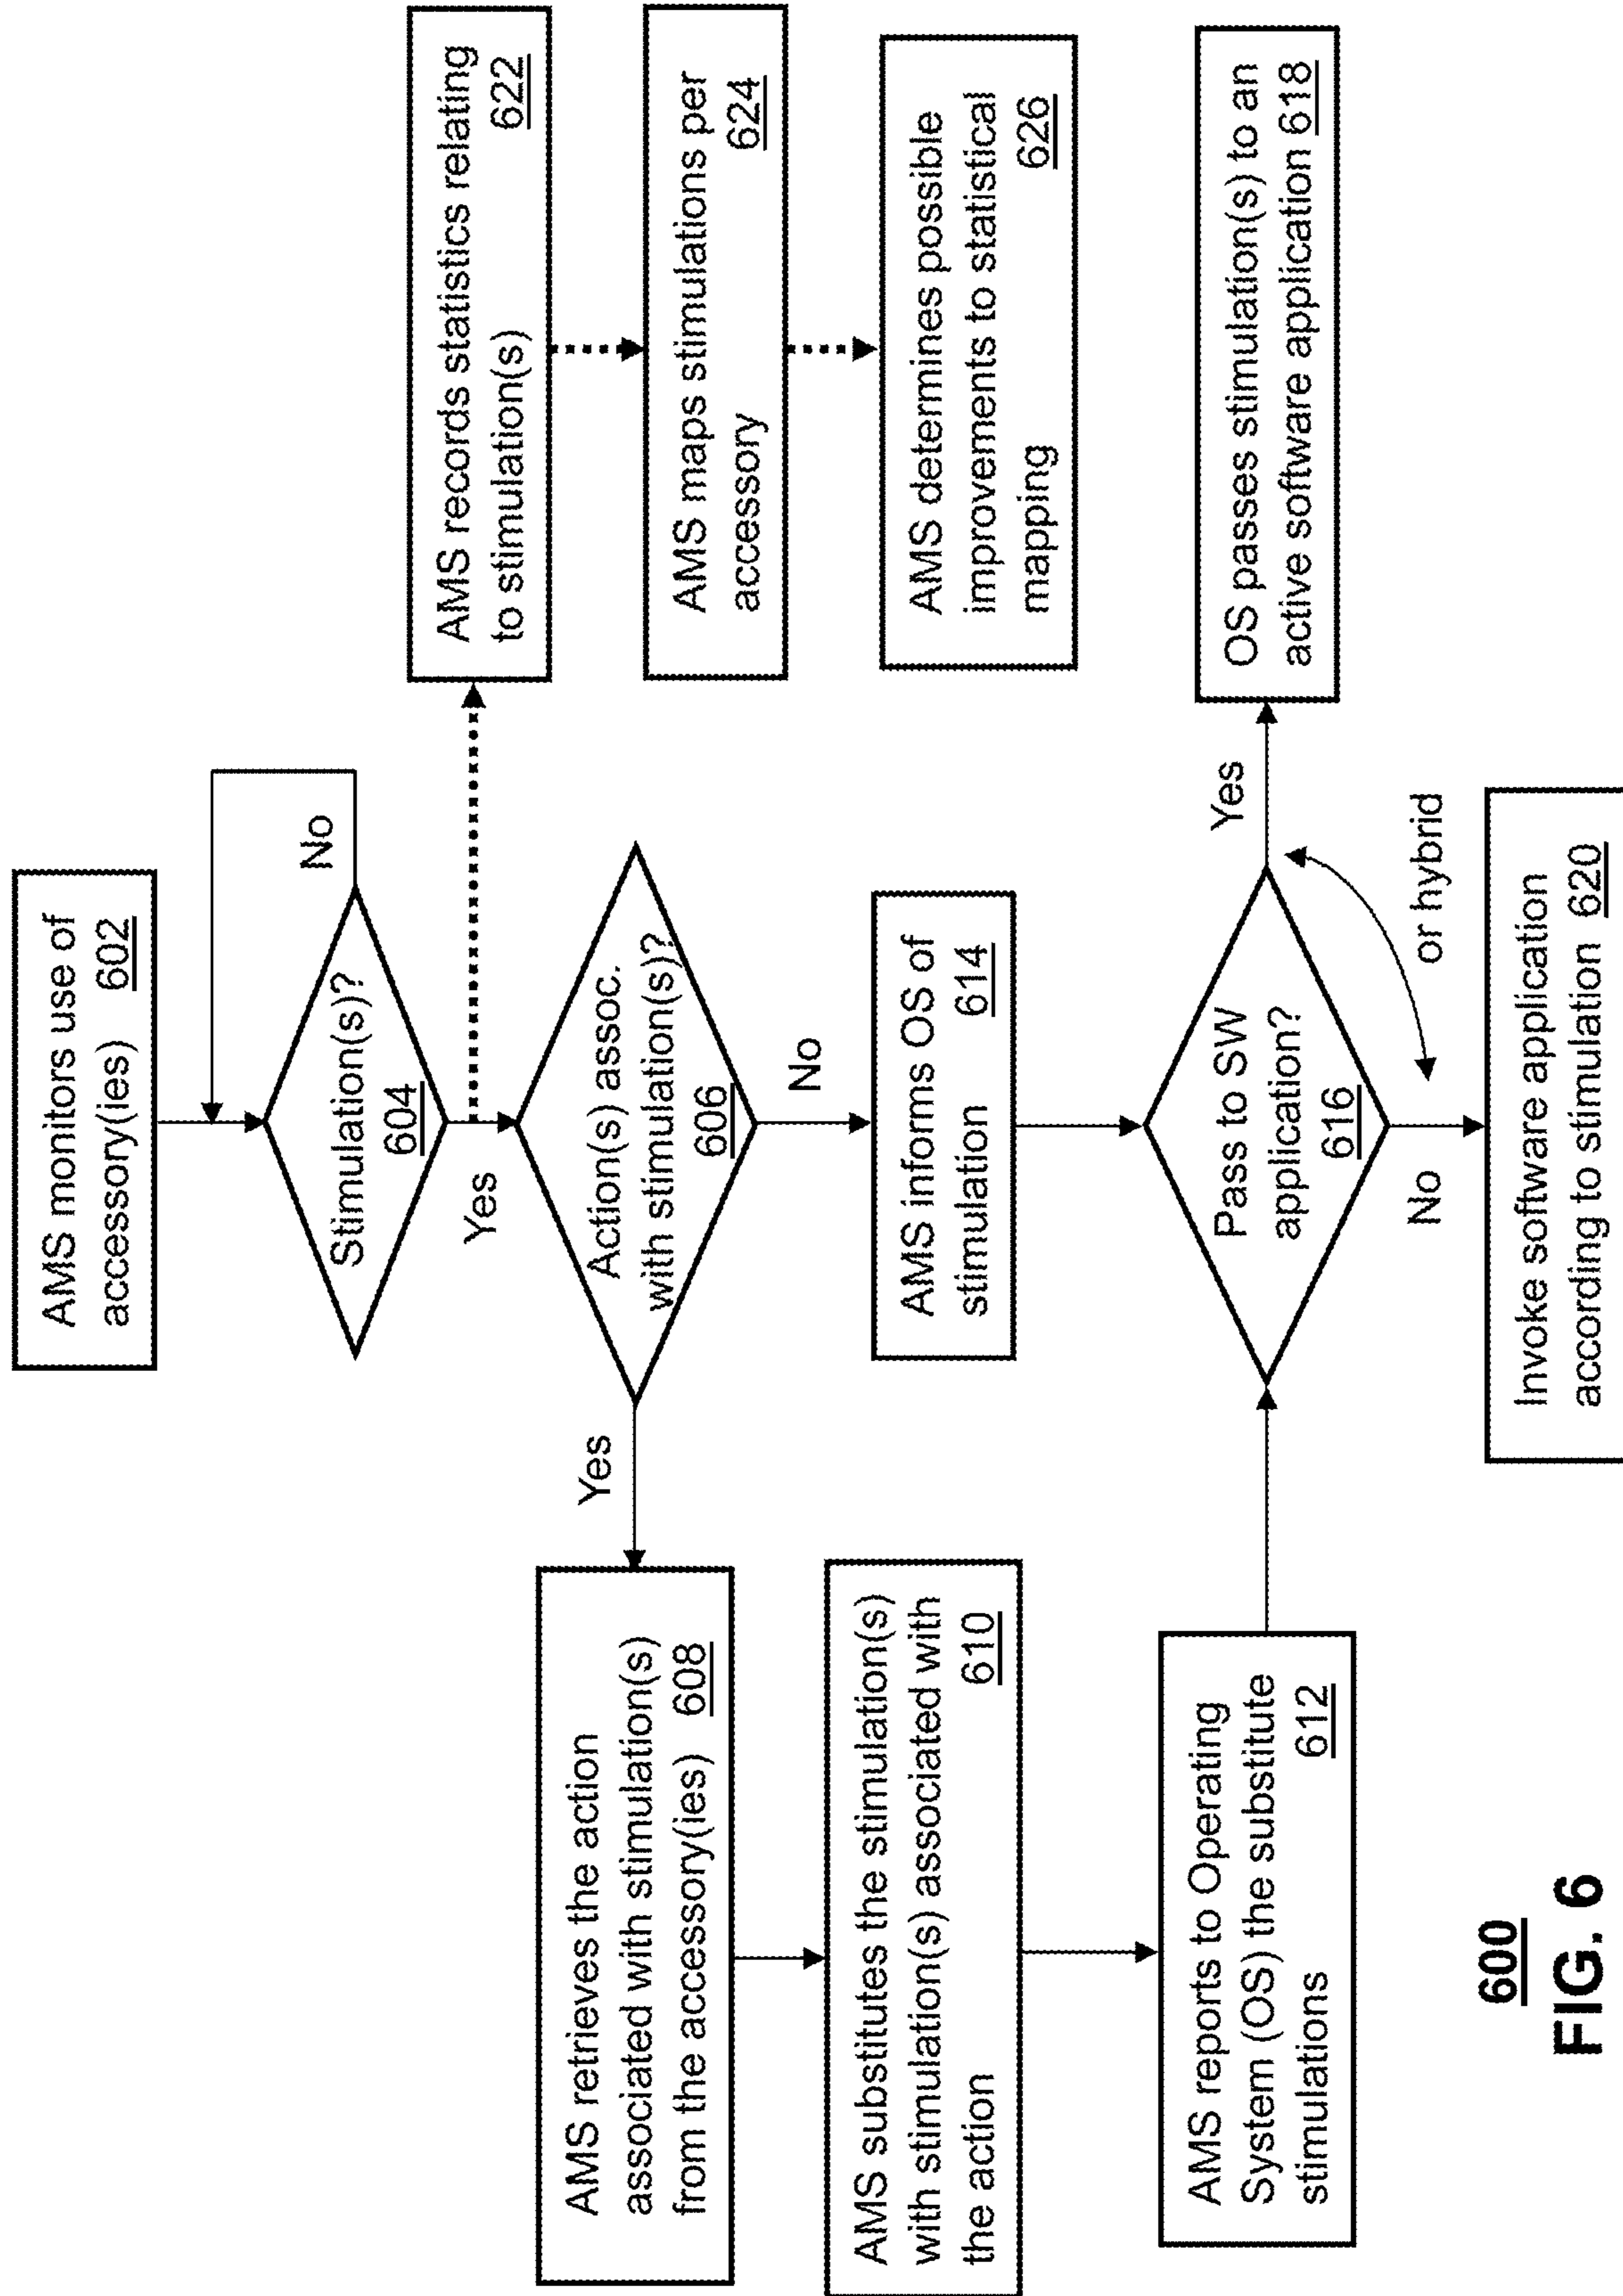 AMS monitors use of
accessory(ies) 602
Stimulation(s)?
604
No
Yes
AMS records statistics relating
to stimulation(s) 622
AMS maps stimulations per
accessory 624
AMS determines possible
improvements to statistical
mapping 626
Action(s) assoc.
with stimulation(s)?
606
Yes
No
AMS retrieves the action
associated with stimulation(s)
from the accessory(ies) 608
AMS substitutes the stimulation(s)
with stimulation(s) associated with
the action 610
AMS reports to Operating
System (OS) the substitute
stimulations 612
AMS informs OS of
stimulation 614
Pass to SW
application?
616
Yes
OS passes stimulation(s) to an
active software application 618
or hybrid
No
Invoke software application
according to stimulation 620
600
FIG. 6